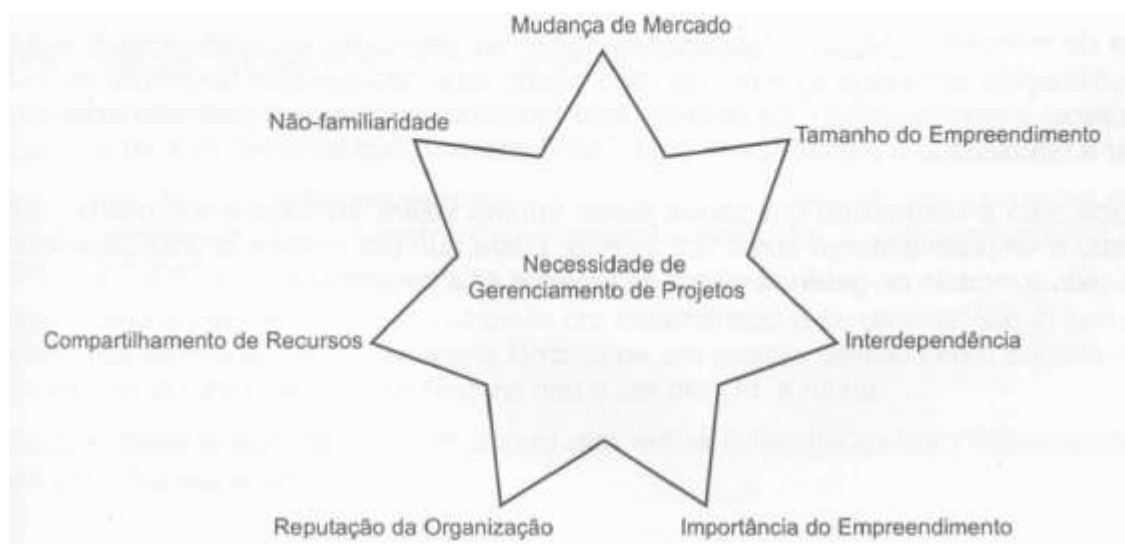 Mudança de Mercado
Não-familiaridade
Tamanho do Empreendimento
Necessidade de
Gerenciamento de Projetos
Compartilhamento de Recursos
Interdependência
Reputação da Organização
Importância do Empreendimento